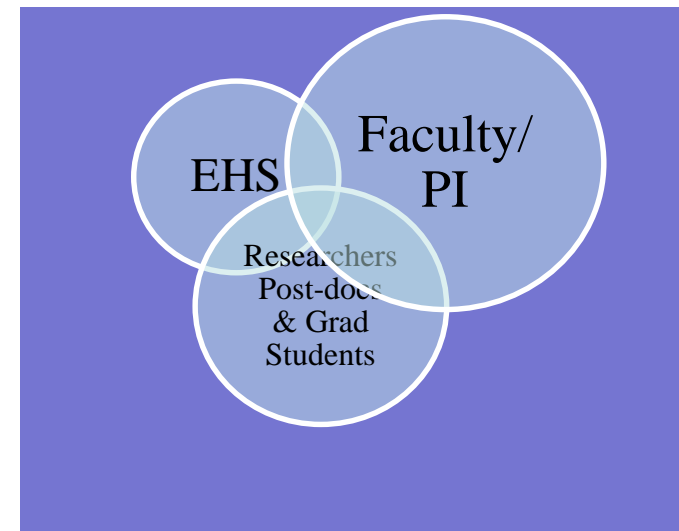 Faculty/
PI
EHS
Researchers
Post-docs
& Grad
Students